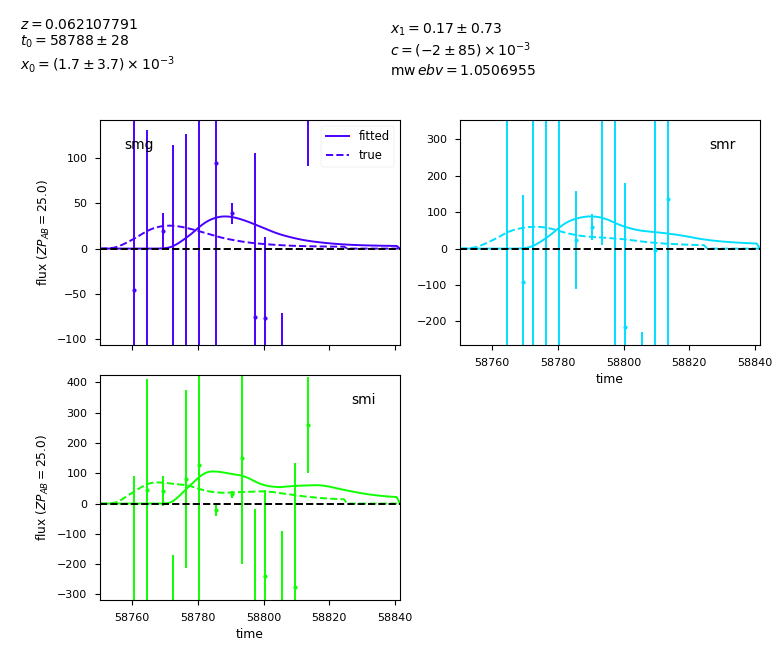 z = 0.062107791
t₀ = 58788 ± 28
x₀ = (1.7 ± 3.7) × 10⁻³
x₁ = 0.17 ± 0.73
c = (−2 ± 85) × 10⁻³
mw ebv = 1.0506955
smg
fitted
true
100
50
0
−50
−100
flux (ZP_AB = 25.0)
smr
300
200
100
0
−100
−200
58760 58780 58800 58820 58840
time
smi
400
300
200
100
0
−100
−200
−300
flux (ZP_AB = 25.0)
58760 58780 58800 58820 58840
time